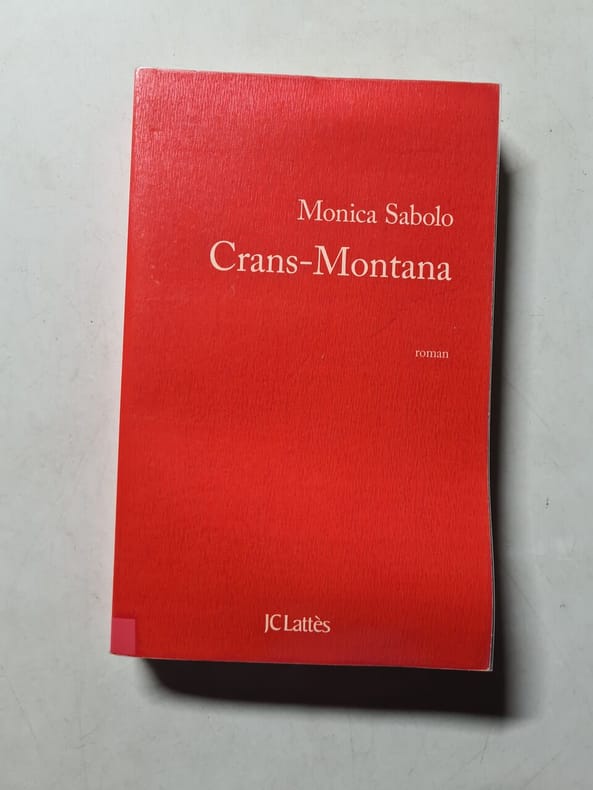 Monica Sabolo
Crans-Montana
roman
JC Lattès